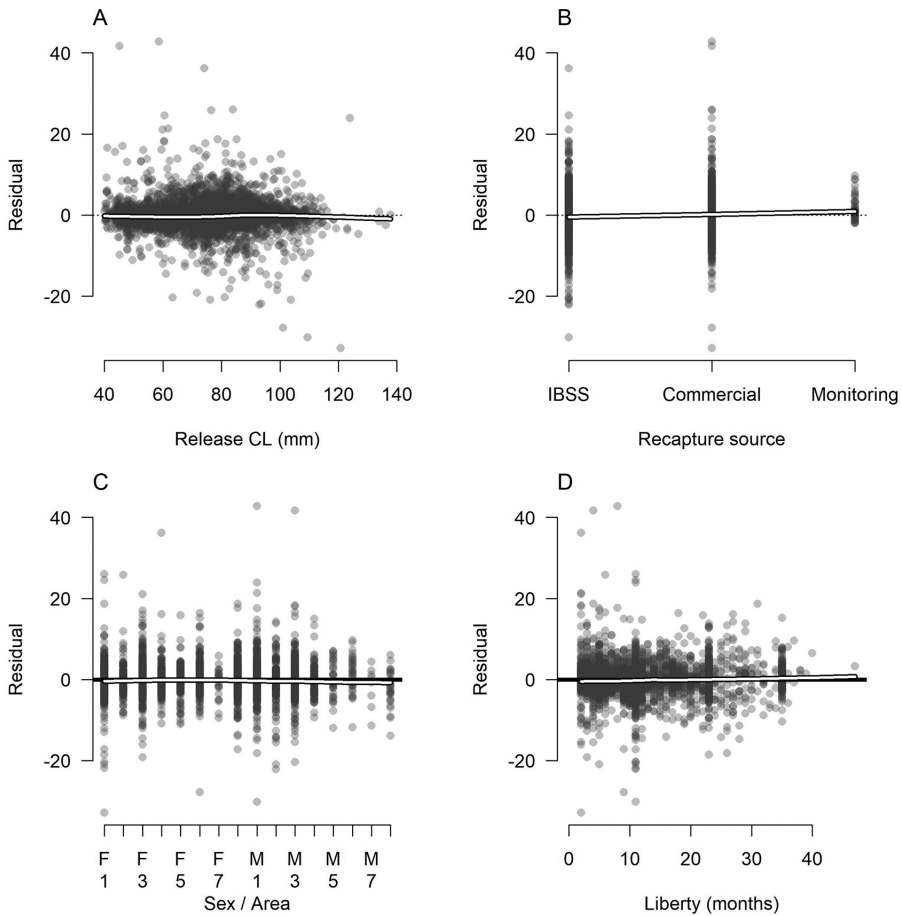 A
40
20
0
-20
Residual
40 60 80 100 120 140
Release CL (mm)
B
40
20
0
-20
Residual
IBSS Commercial Monitoring
Recapture source
C
40
20
0
-20
Residual
F F F F M M M M
1 3 5 7 1 3 5 7
Sex / Area
D
40
20
0
-20
Residual
0 10 20 30 40
Liberty (months)